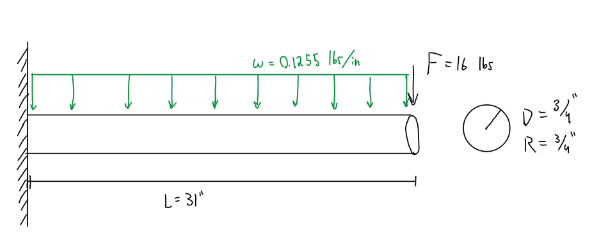 w = 0.1255 lbs/in
F = 16 lbs
D = 3/4"
R = 3/4"
L = 31"